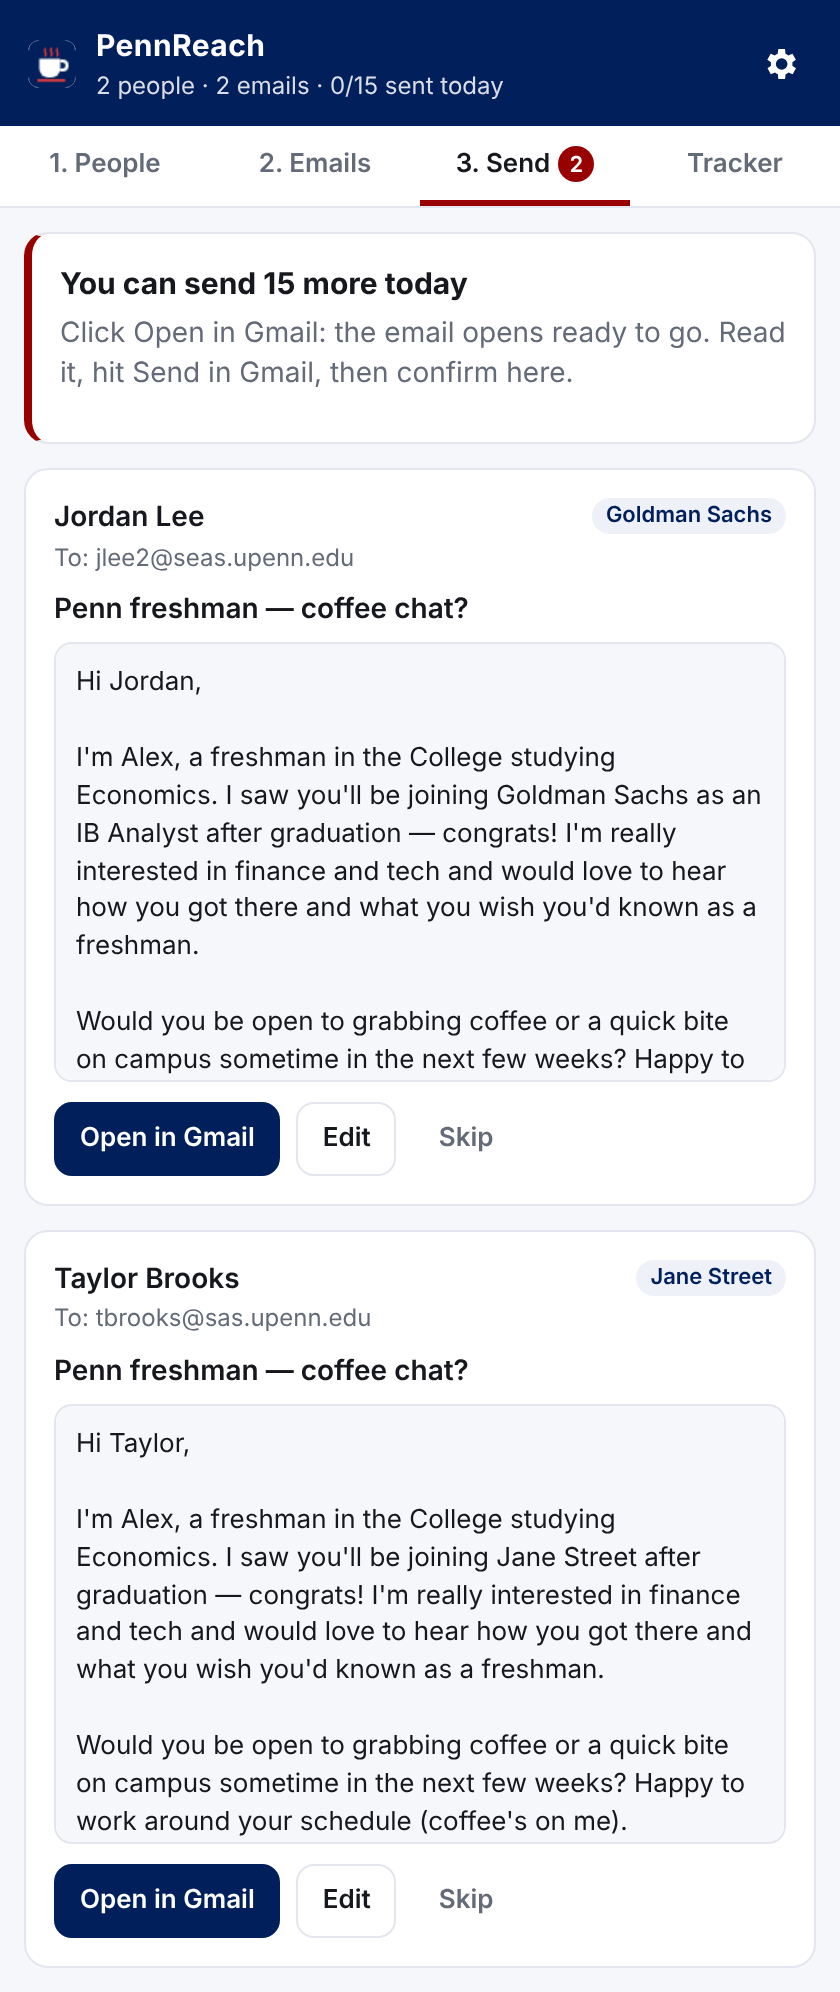 PennReach
2 people · 2 emails · 0/15 sent today
1. People
2. Emails
3. Send 2
Tracker
You can send 15 more today
Click Open in Gmail: the email opens ready to go. Read
it, hit Send in Gmail, then confirm here.
Jordan Lee
Goldman Sachs
To: jlee2@seas.upenn.edu
Penn freshman — coffee chat?
Hi Jordan,
I'm Alex, a freshman in the College studying
Economics. I saw you'll be joining Goldman Sachs as an
IB Analyst after graduation — congrats! I'm really
interested in finance and tech and would love to hear
how you got there and what you wish you'd known as a
freshman.
Would you be open to grabbing coffee or a quick bite
on campus sometime in the next few weeks? Happy to
Open in Gmail
Edit
Skip
Taylor Brooks
Jane Street
To: tbrooks@sas.upenn.edu
Penn freshman — coffee chat?
Hi Taylor,
I'm Alex, a freshman in the College studying
Economics. I saw you'll be joining Jane Street after
graduation — congrats! I'm really interested in finance
and tech and would love to hear how you got there and
what you wish you'd known as a freshman.
Would you be open to grabbing coffee or a quick bite
on campus sometime in the next few weeks? Happy to
work around your schedule (coffee's on me).
Open in Gmail
Edit
Skip